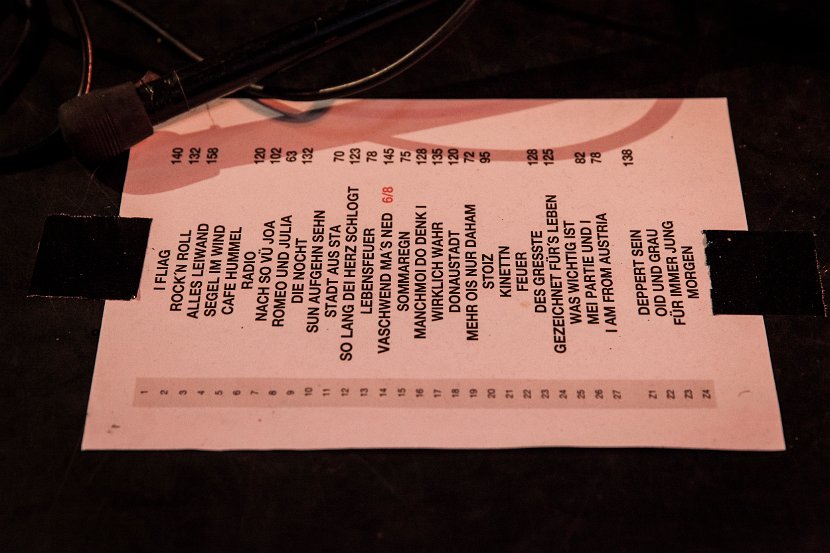 1 I FLIAG
2 ROCK´N ROLL 140
3 ALLES LEIWAND 132
4 SEGEL IM WIND 158
5 CAFE HUMMEL
6 RADIO
7 NACH SO VÜ JOA 120
8 ROMEO UND JULIA 102
9 DIE NOCHT 63
10 SUN AUFGEHN SEHN 132
11 STADT AUS STA 70
12 SO LANG DEI HERZ SCHLOGT 123
13 LEBENSFEUER 78
14 VASCHWEND MA´S NED 6/8 145
15 SOMMAREGN 75
16 MANCHMOI DO DENK I 128
17 WIRKLICH WAHR 135
18 DONAUSTADT 120
19 MEHR OIS NUR DAHAM 72
20 STOIZ 95
21 KINETTN
22 FEUER
23 DES GRESSTE 128
24 GEZEICHNET FÜR´S LEBEN 125
25 WAS WICHTIG IST
26 MEI PARTIE UND I 82
27 I AM FROM AUSTRIA 78
Z1 DEPPERT SEIN 138
Z2 OID UND GRAU
Z3 FÜR IMMER JUNG
Z4 MORGEN